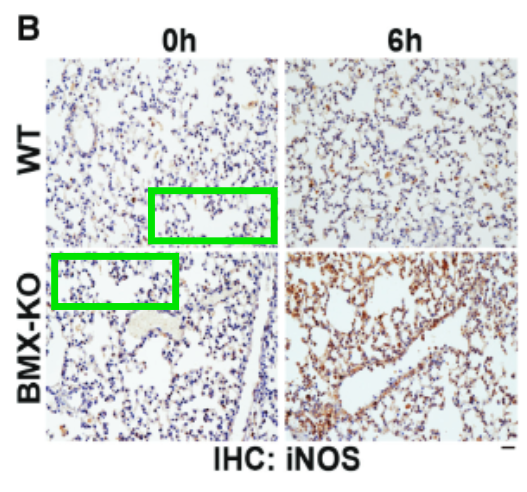 B
0h 6h
WT
BMX-KO
IHC: iNOS